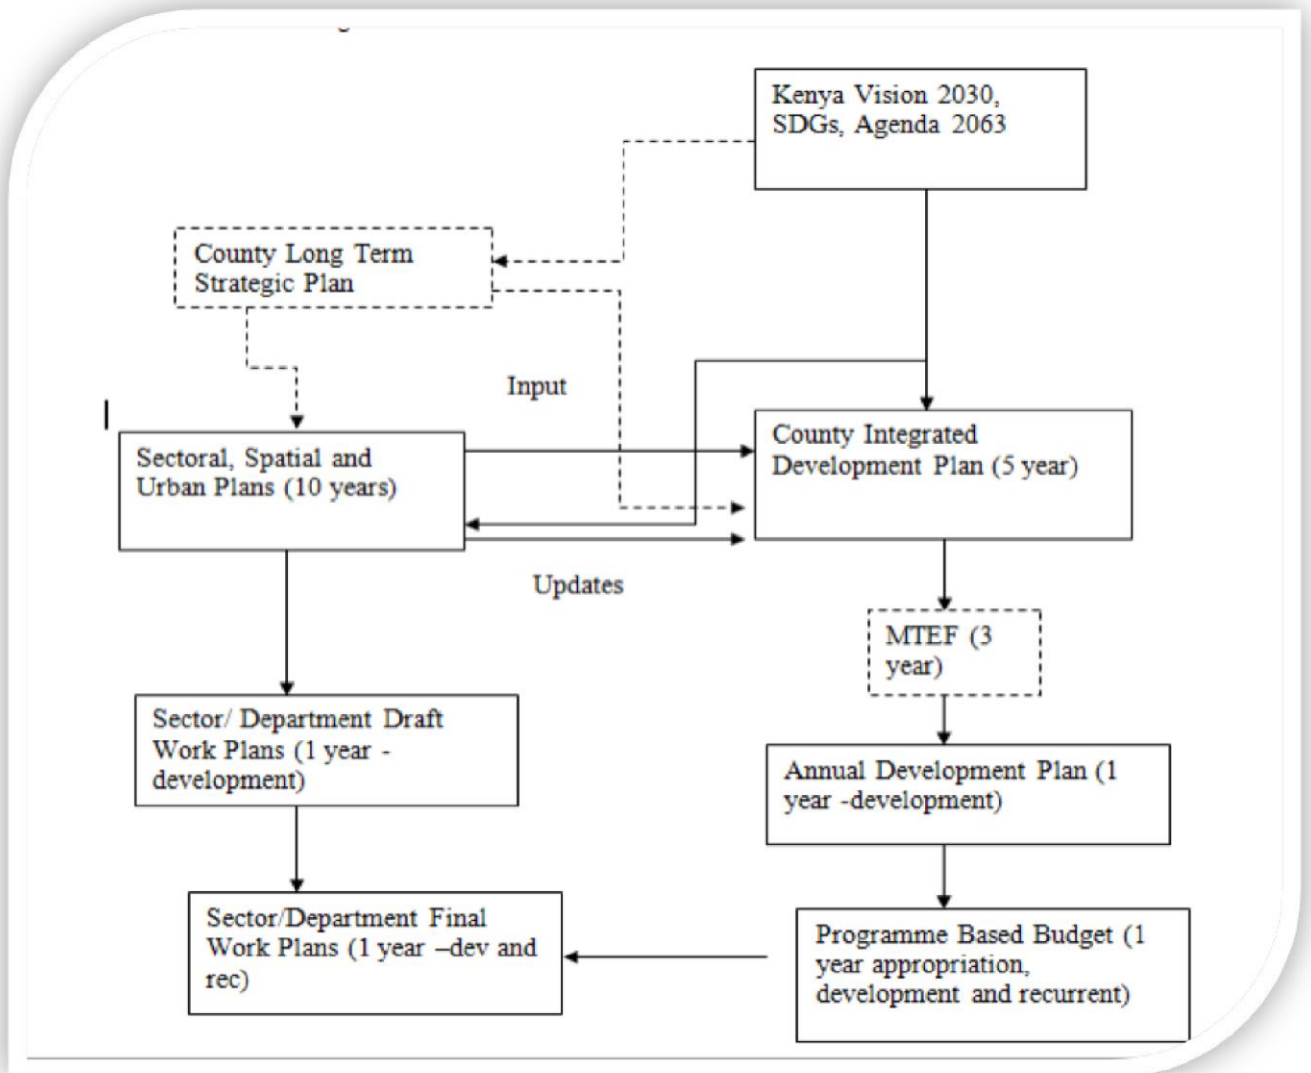 Kenya Vision 2030,
SDGs, Agenda 2063
County Long Term
Strategic Plan
Input
Sectoral, Spatial and
Urban Plans (10 years)
County Integrated
Development Plan (5 year)
Updates
MTEF (3
year)
Sector/ Department Draft
Work Plans (1 year -
development)
Annual Development Plan (1
year -development)
Sector/Department Final
Work Plans (1 year –dev and
rec)
Programme Based Budget (1
year appropriation,
development and recurrent)